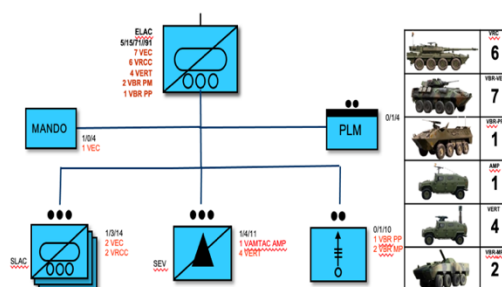 ELAC
5/15/71//91
7 VEC
6 VRCC
4 VERT
2 VBR PM
1 VBR PP
MANDO
1/0/4
1 VEC
PLM
0/1/4
SLAC
1/3/14
2 VEC
2 VRCC
SEV
1/4/11
1 VAMTAC AMP
4 VERT
0/1/10
1 VBR PP
2 VBR MP
VRC
6
VBR-VE
7
VBR-P
1
AMP
1
VERT
4
VBR-M
2